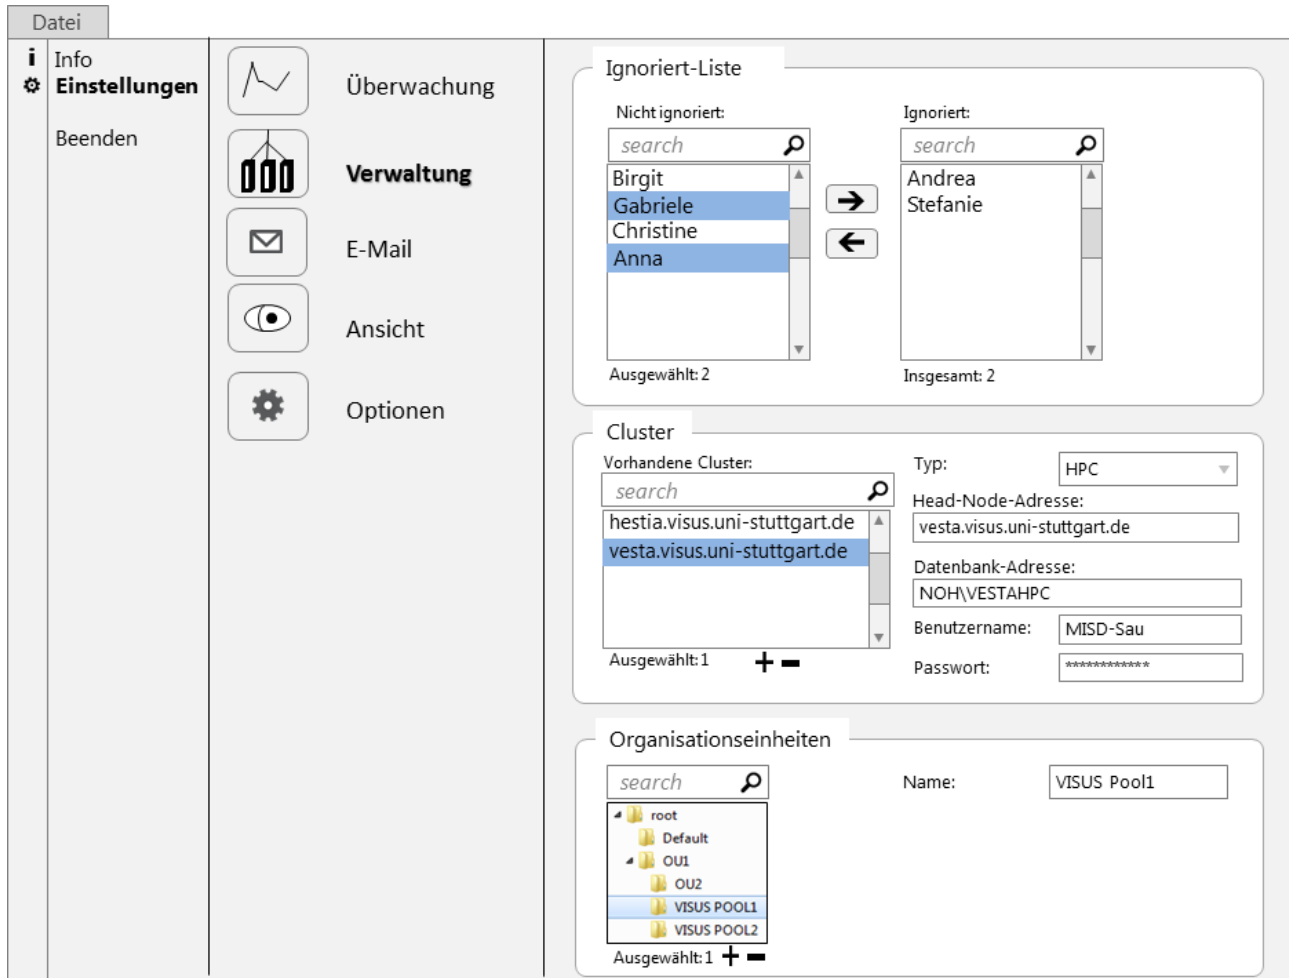 Datei
i Info
Einstellungen
Beenden
Überwachung
Verwaltung
E-Mail
Ansicht
Optionen
Ignoriert-Liste
Nicht ignoriert:
search
Birgit
Gabriele
Christine
Anna
Ausgewählt: 2
Ignoriert:
search
Andrea
Stefanie
Insgesamt: 2
Cluster
Vorhandene Cluster:
search
hestia.visus.uni-stuttgart.de
vesta.visus.uni-stuttgart.de
Ausgewählt: 1
Typ: HPC
Head-Node-Adresse:
vesta.visus.uni-stuttgart.de
Datenbank-Adresse:
NOH\VESTAHPC
Benutzername: MISD-Sau
Passwort: ************
Organisationseinheiten
search
root
Default
OU1
OU2
VISUS POOL1
VISUS POOL2
Ausgewählt: 1
Name: VISUS Pool1